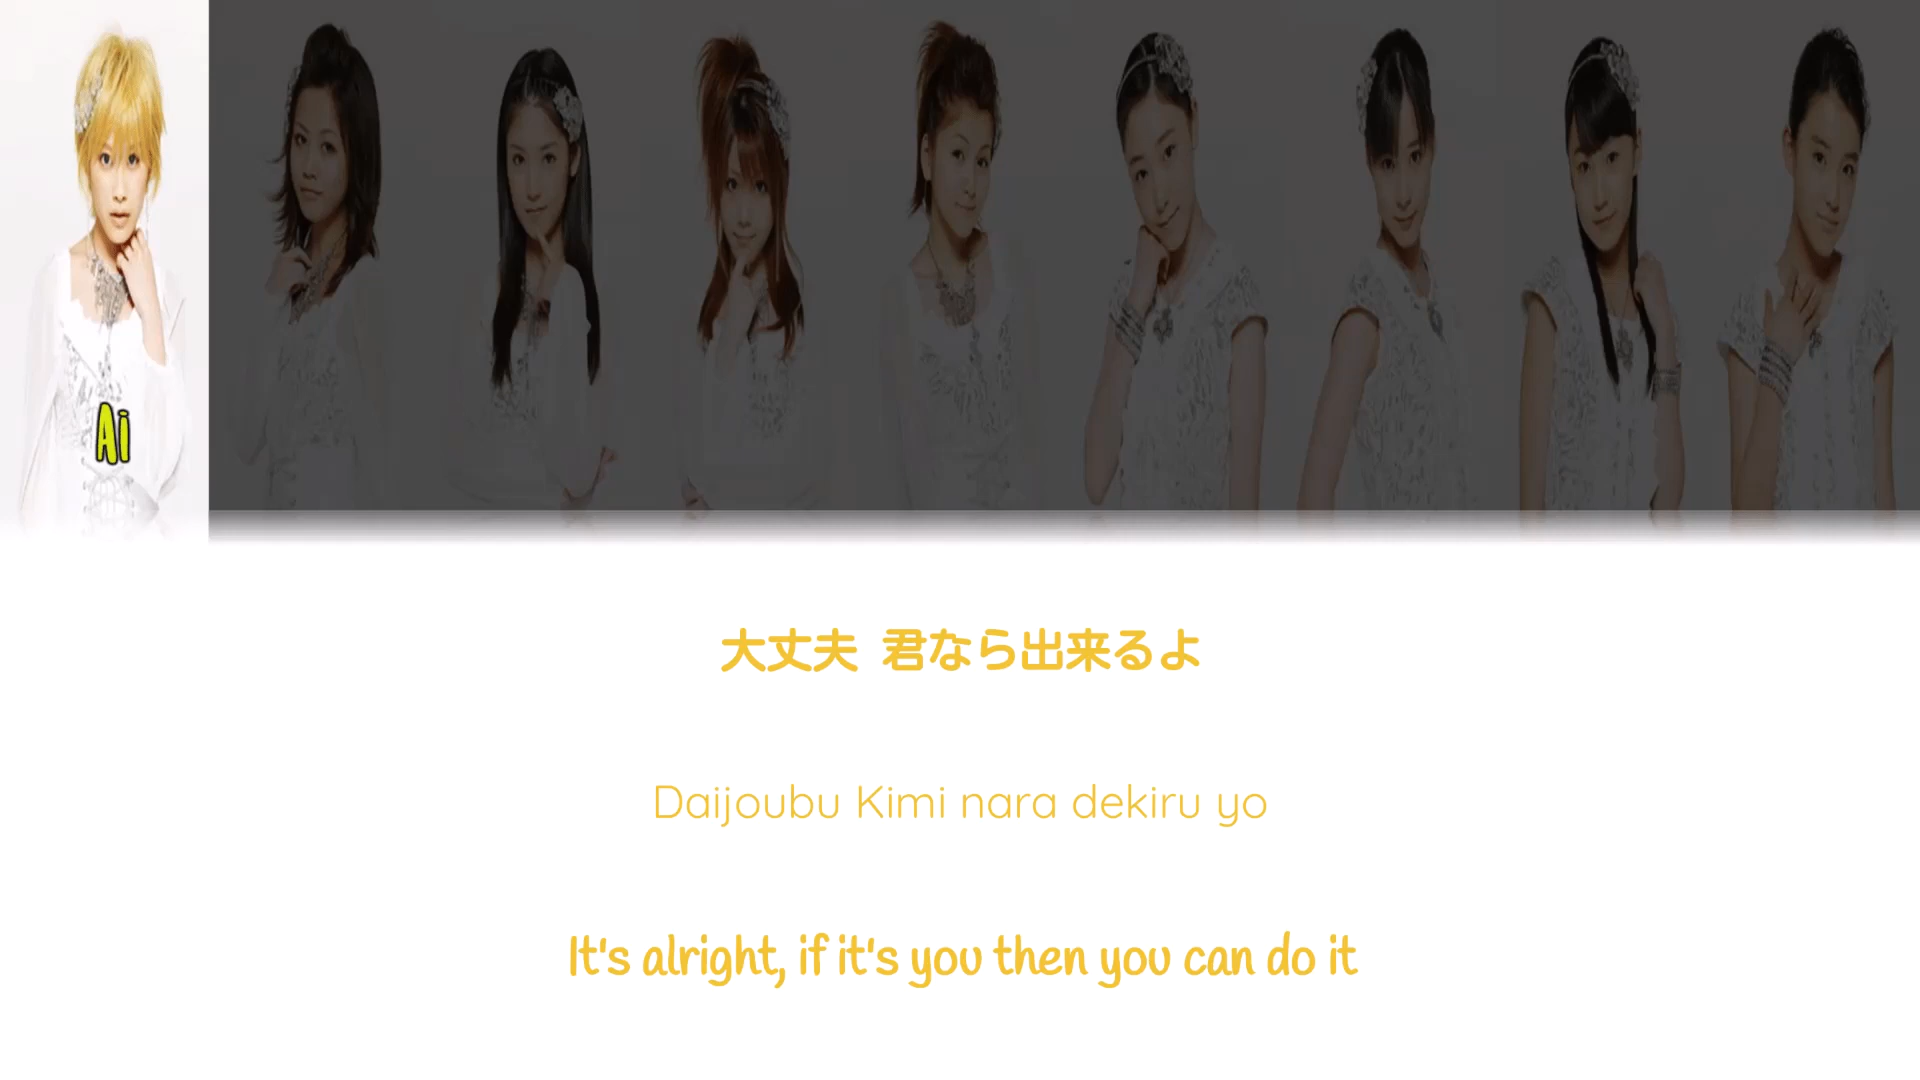 Ai
大丈夫 君なら出来るよ
Daijoubu Kimi nara dekiru yo
It's alright, if it's you then you can do it